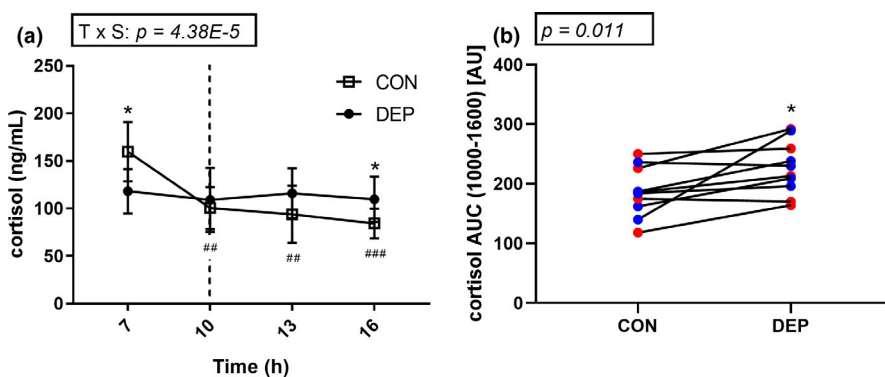 (a)
T x S: p = 4.38E-5
cortisol (ng/mL)
250
200
150
100
50
0
CON
DEP
*
*
##
##
###
7
10
13
16
Time (h)
(b)
p = 0.011
cortisol AUC (1000-1600) [AU]
400
300
200
100
0
*
CON
DEP